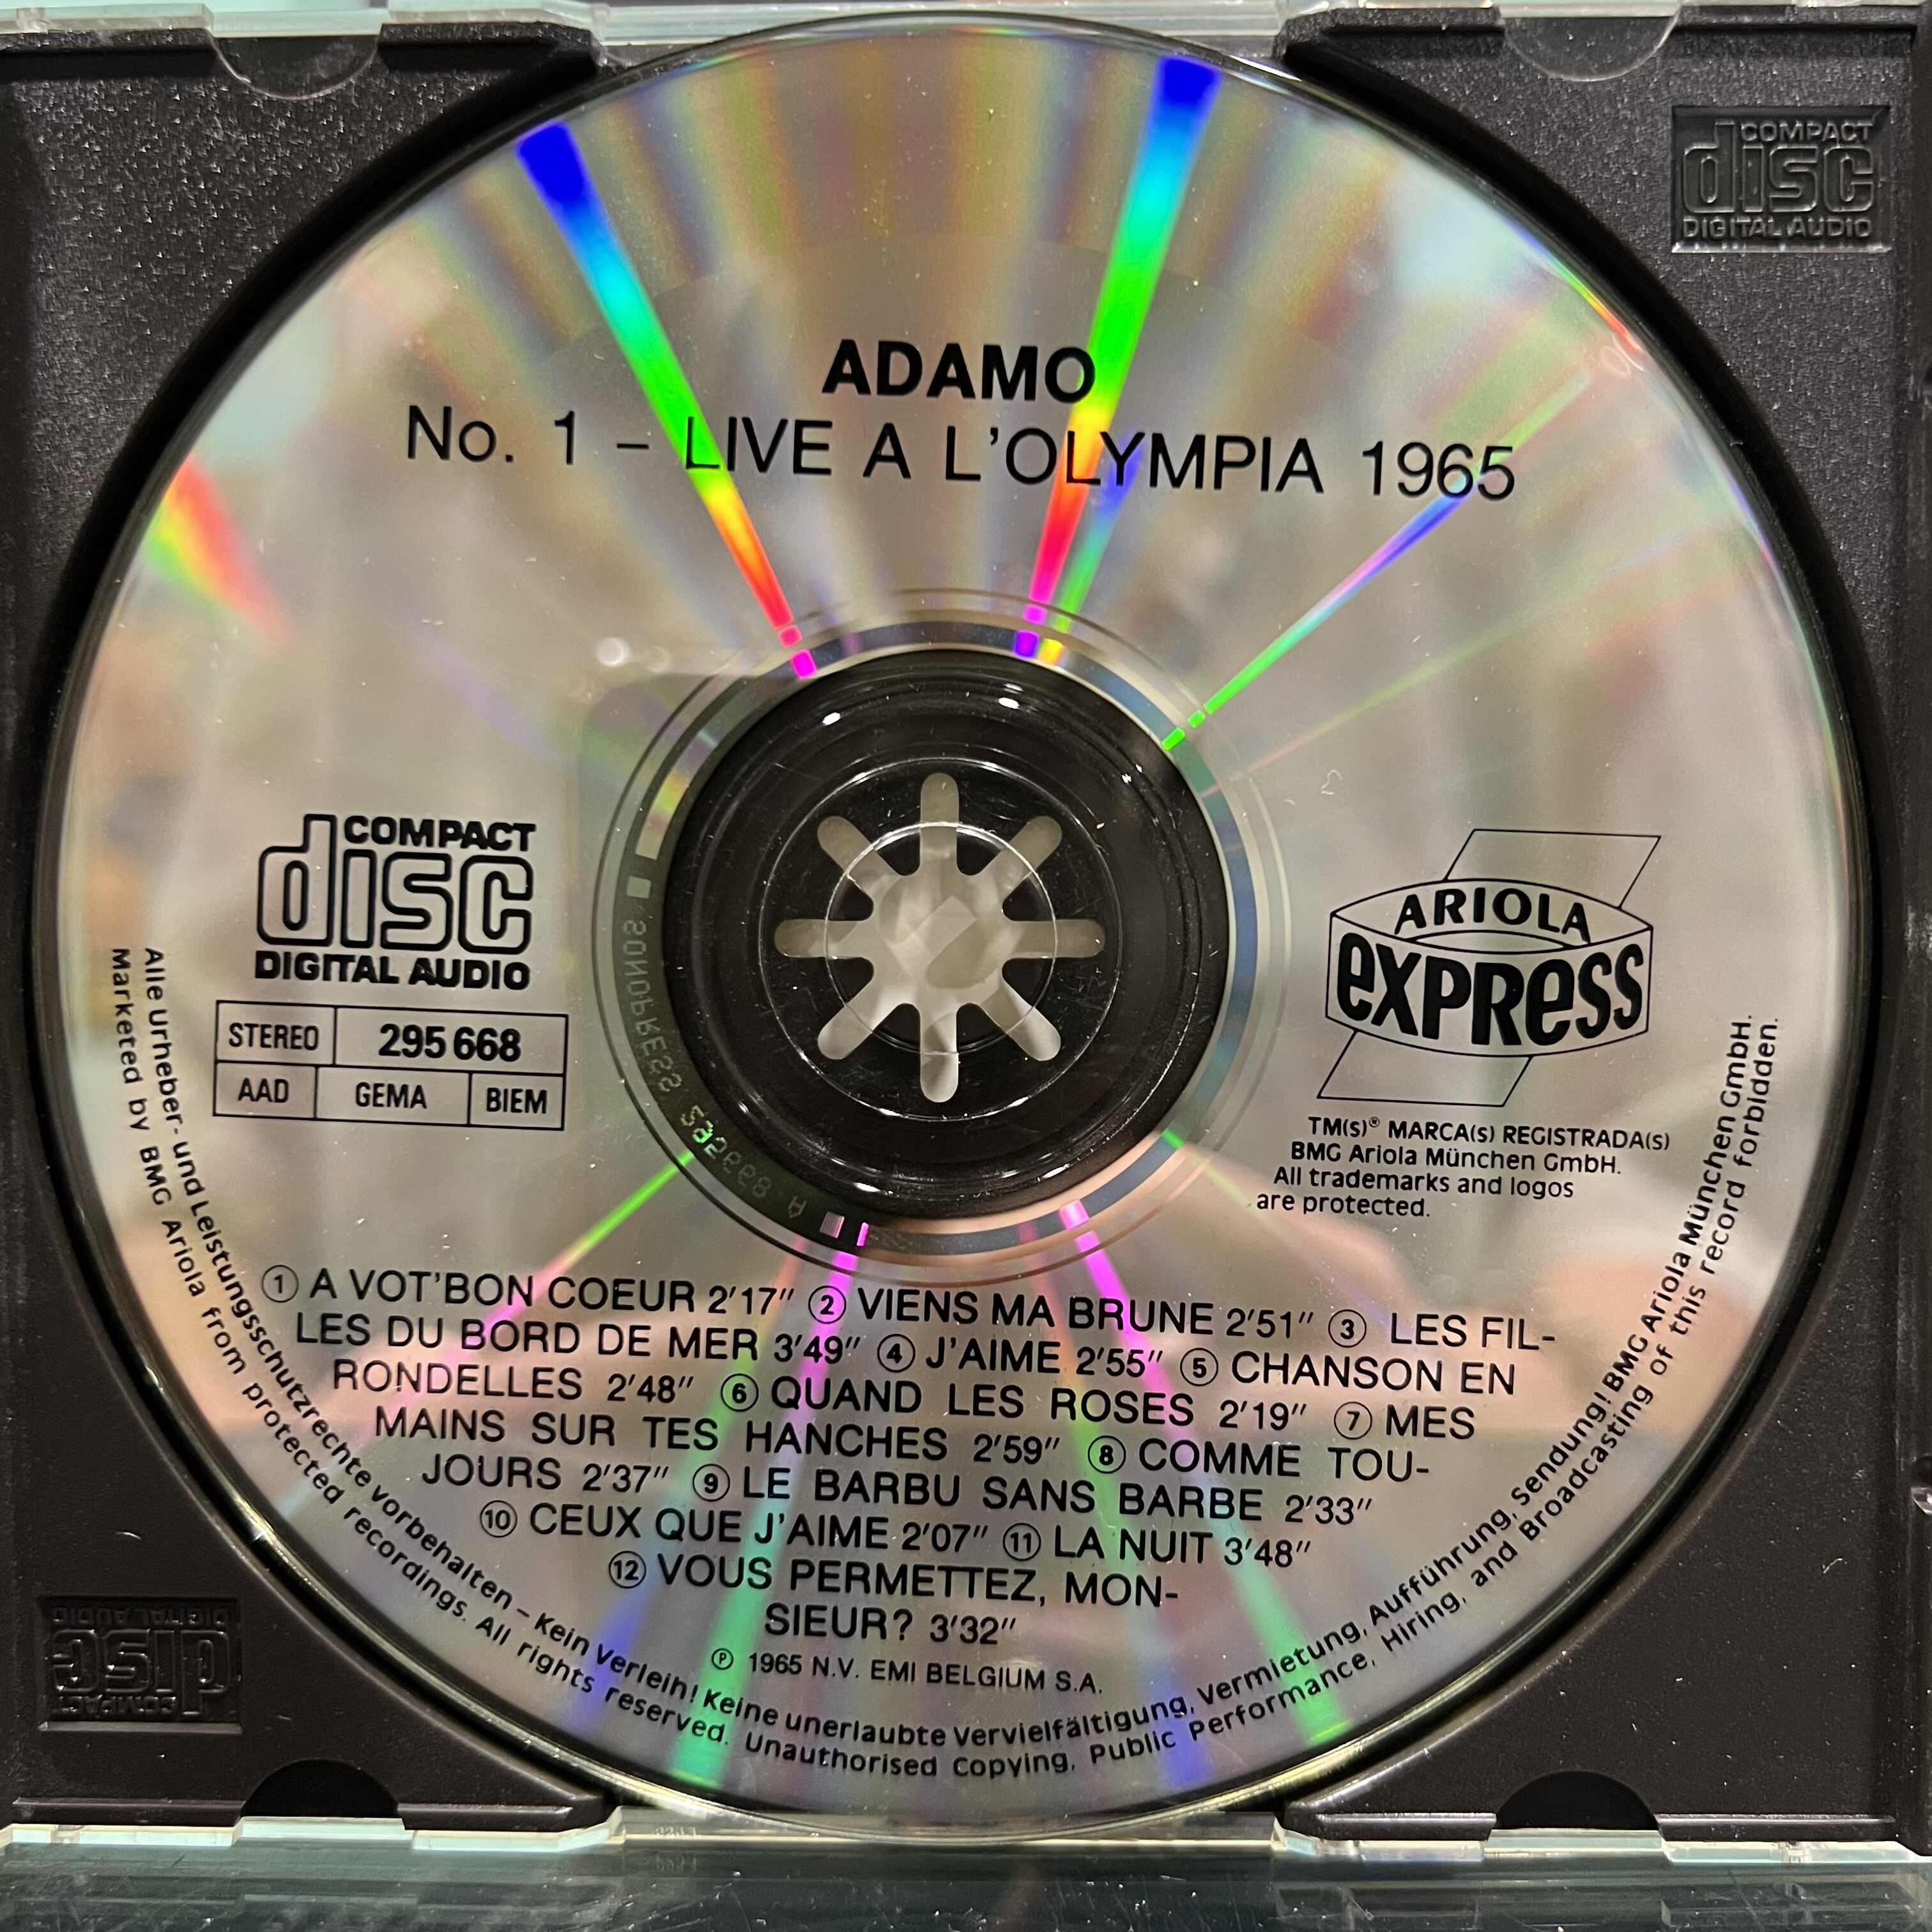 COMPACT
disc
DIGITAL AUDIO
ADAMO
No. 1 – LIVE A L'OLYMPIA 1965
COMPACT
disc
DIGITAL AUDIO
STEREO 295 668
AAD GEMA BIEM
ARIOLA
EXPRESS
TM(S)® MARCA(S) REGISTRADA(S)
BMG Ariola München GmbH.
All trademarks and logos
are protected.
SONOPRESS
A
① A VOT'BON COEUR 2'17" ② VIENS MA BRUNE 2'51" ③ LES FIL-
LES DU BORD DE MER 3'49" ④ J'AIME 2'55" ⑤ CHANSON EN
RONDELLES 2'48" ⑥ QUAND LES ROSES 2'19" ⑦ MES
MAINS SUR TES HANCHES 2'59" ⑧ COMME TOU-
JOURS 2'37" ⑨ LE BARBU SANS BARBE 2'33"
⑩ CEUX QUE J'AIME 2'07" ⑪ LA NUIT 3'48"
⑫ VOUS PERMETTEZ, MON-
SIEUR? 3'32"
℗ 1965 N.V. EMI BELGIUM S.A.
Alle Urheber- und Leistungsschutzrechte vorbehalten – Kein Verleih! Keine unerlaubte Vervielfältigung, Vermietung, Aufführung, Sendung! BMG Ariola München GmbH.
Marketed by BMG Ariola from protected recordings. All rights reserved. Unauthorised Copying, Public Performance, Hiring, and Broadcasting of this record forbidden.
COMPACT
disc
DIGITAL AUDIO